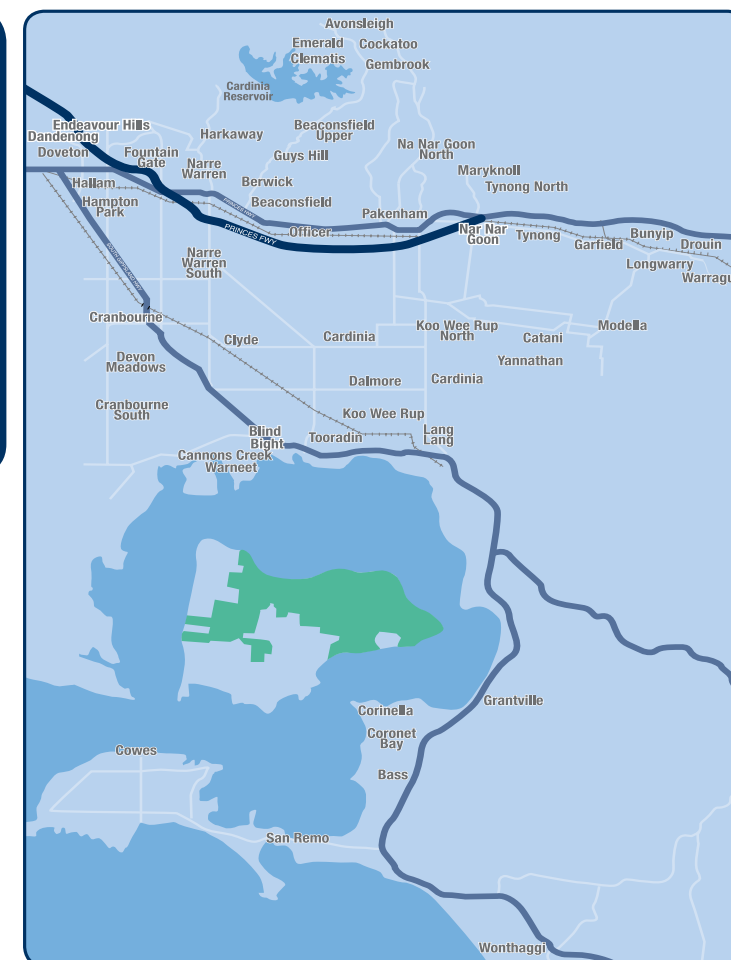 Avonsleigh
Emerald
Cockatoo
Clematis
Gembrook
Cardinia
Reservoir
Endeavour Hills
Dandenong
Doveton
Harkaway
Beaconsfield
Upper
Fountain
Gate
Guys Hill
Na Nar Goon
North
Narre
Warren
Maryknoll
Hallam
Berwick
Tynong North
Hampton
Park
Beaconsfield
PRINCES HWY
Pakenham
PRINCES FWY
Officer
Nar Nar
Goon
Tynong
Garfield
Bunyip
Drouin
Longwarry
Warragu
Narre
Warren
South
SOUTH GIPPSLAND HWY
Cranbourne
Clyde
Cardinia
Koo Wee Rup
North
Catani
Modella
Devon
Meadows
Yannathan
Dalmore
Cardinia
Cranbourne
South
Koo Wee Rup
Blind
Bight
Tooradin
Lang
Lang
Cannons Creek
Warneet
Corinella
Grantville
Coronet
Bay
Cowes
Bass
San Remo
Wonthaggi